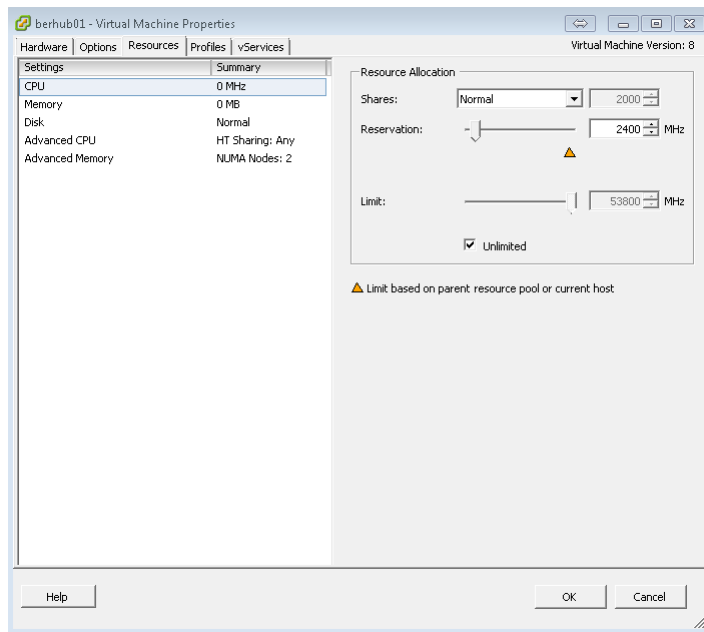 berhub01 - Virtual Machine Properties
Hardware Options Resources Profiles vServices Virtual Machine Version: 8
Settings Summary
CPU 0 MHz
Memory 0 MB
Disk Normal
Advanced CPU HT Sharing: Any
Advanced Memory NUMA Nodes: 2
Resource Allocation
Shares: Normal 2000
Reservation: 2400 MHz
Limit: 53800 MHz
Unlimited
Limit based on parent resource pool or current host
Help OK Cancel